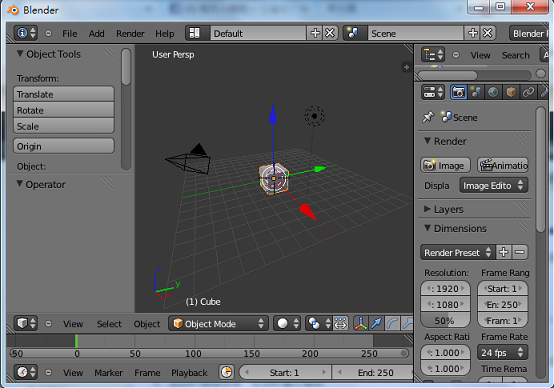 Blender
File Add Render Help Default Scene Blender
View Search A
Object Tools
Transform:
Translate
Rotate
Scale
Origin
Object:
Operator
User Persp
y
(1) Cube
Scene
Render
Image Animatio
Displa Image Edito
Layers
Dimensions
Render Preset
Resolution: Frame Rang
: 1920 Start: 1
: 1080 En: 250
50% Fram: 1
Aspect Rati Frame Rate
: 1.000 24 fps
: 1.000 Time Rema
View Select Object Object Mode
-50 0 50 100 150 200 250
View Marker Frame Playback Start: 1 End: 250